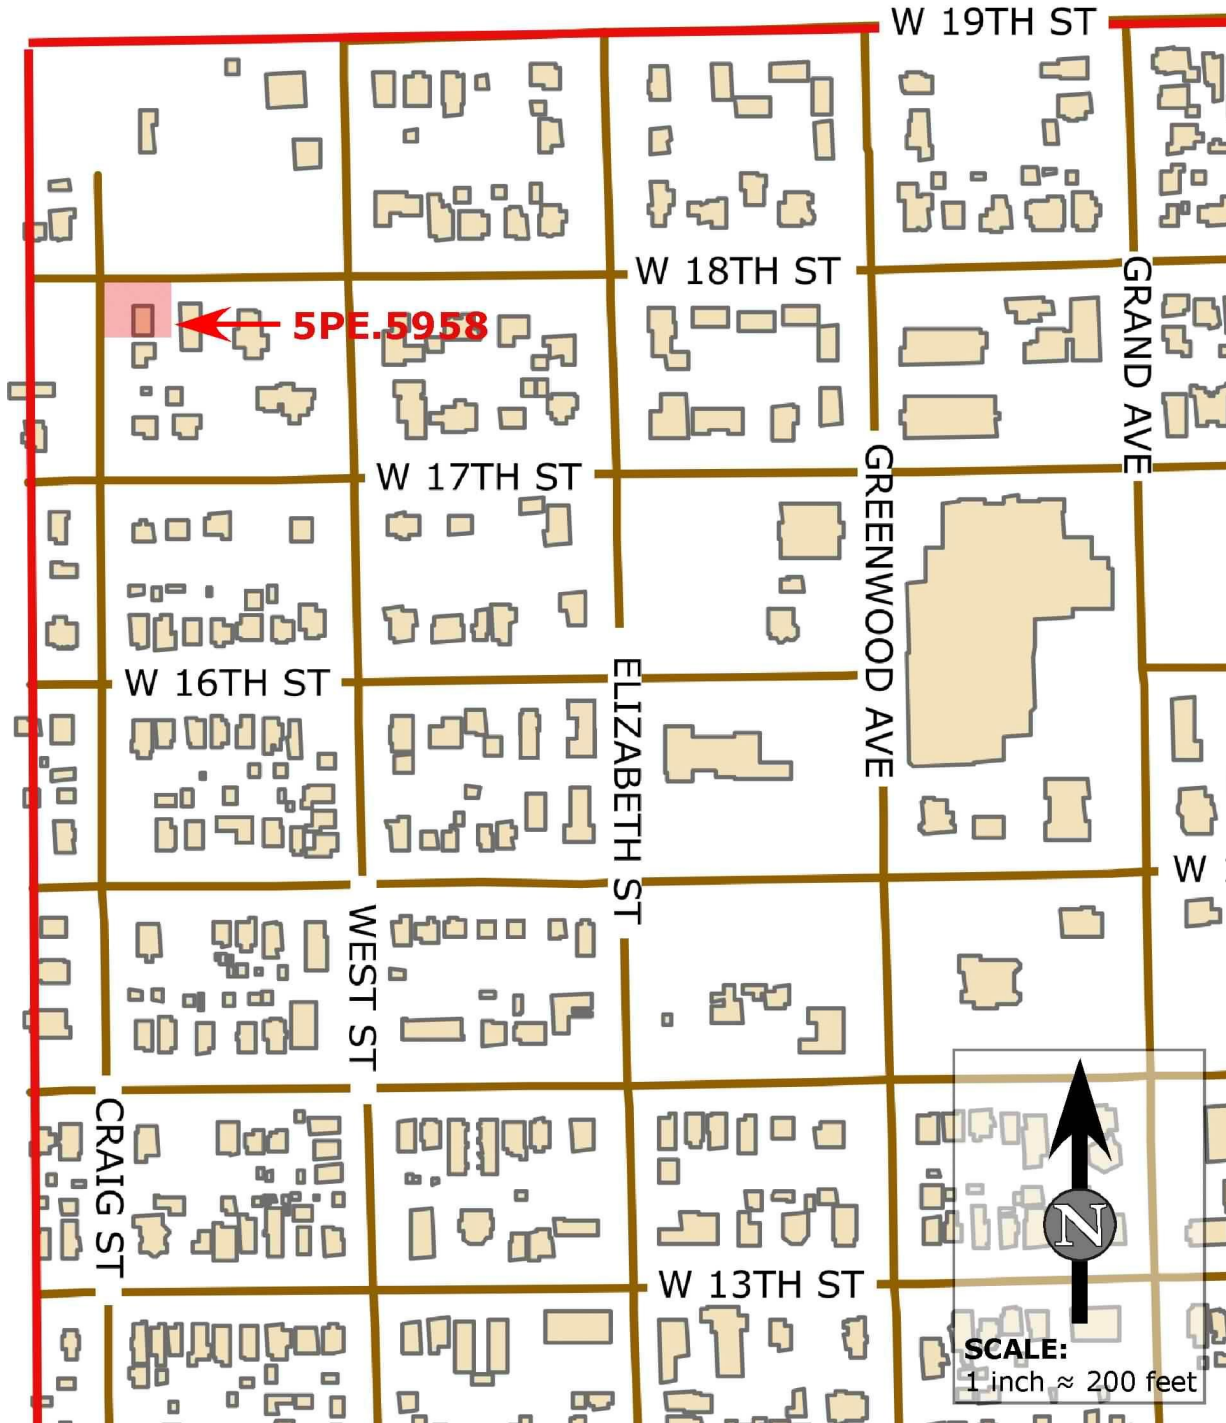 W 19TH ST
W 18TH ST
GRAND AVE
5PE.5958
GREENWOOD AVE
W 17TH ST
ELIZABETH ST
W 16TH ST
W
WEST ST
CRAIG ST
N
W 13TH ST
SCALE:
1 inch ≈ 200 feet